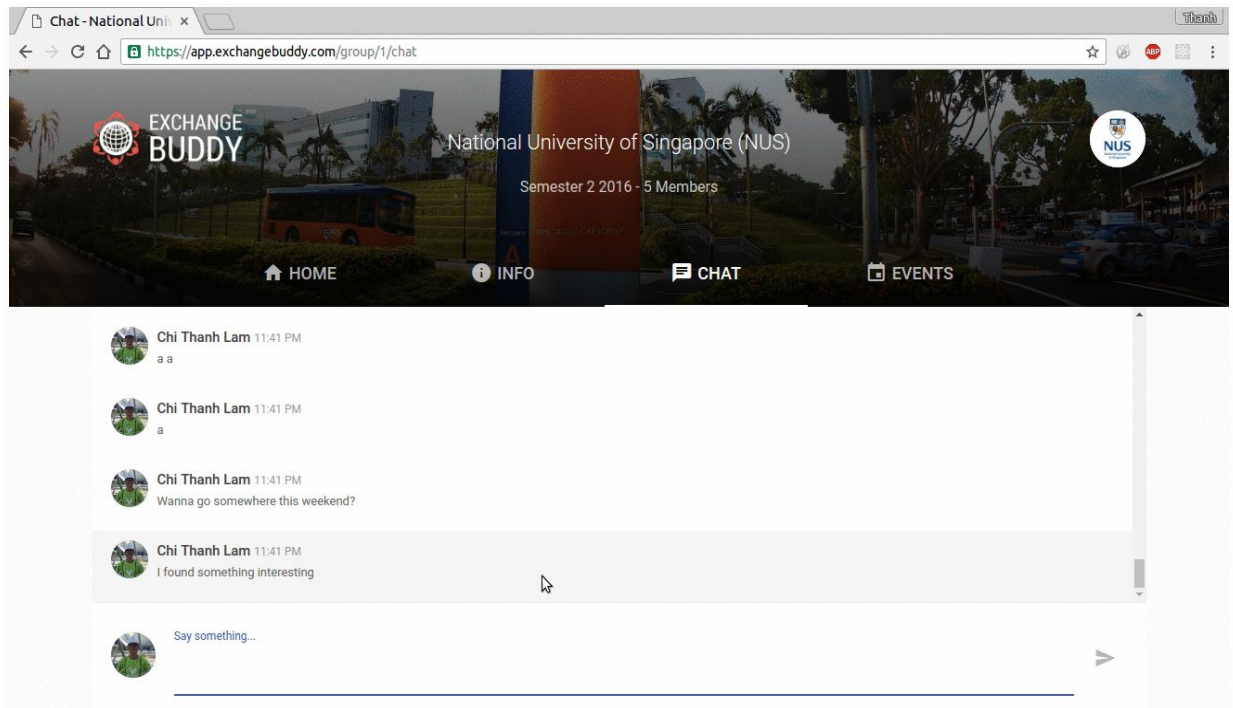 Chat - National Uni
Thanh
https://app.exchangebuddy.com/group/1/chat
ABP
EXCHANGE
BUDDY
National University of Singapore (NUS)
NUS
Semester 2 2016 - 5 Members
A
HOME
INFO
CHAT
EVENTS
Chi Thanh Lam 11:41 PM
a a
Chi Thanh Lam 11:41 PM
a
Chi Thanh Lam 11:41 PM
Wanna go somewhere this weekend?
Chi Thanh Lam 11:41 PM
I found something interesting
Say something...